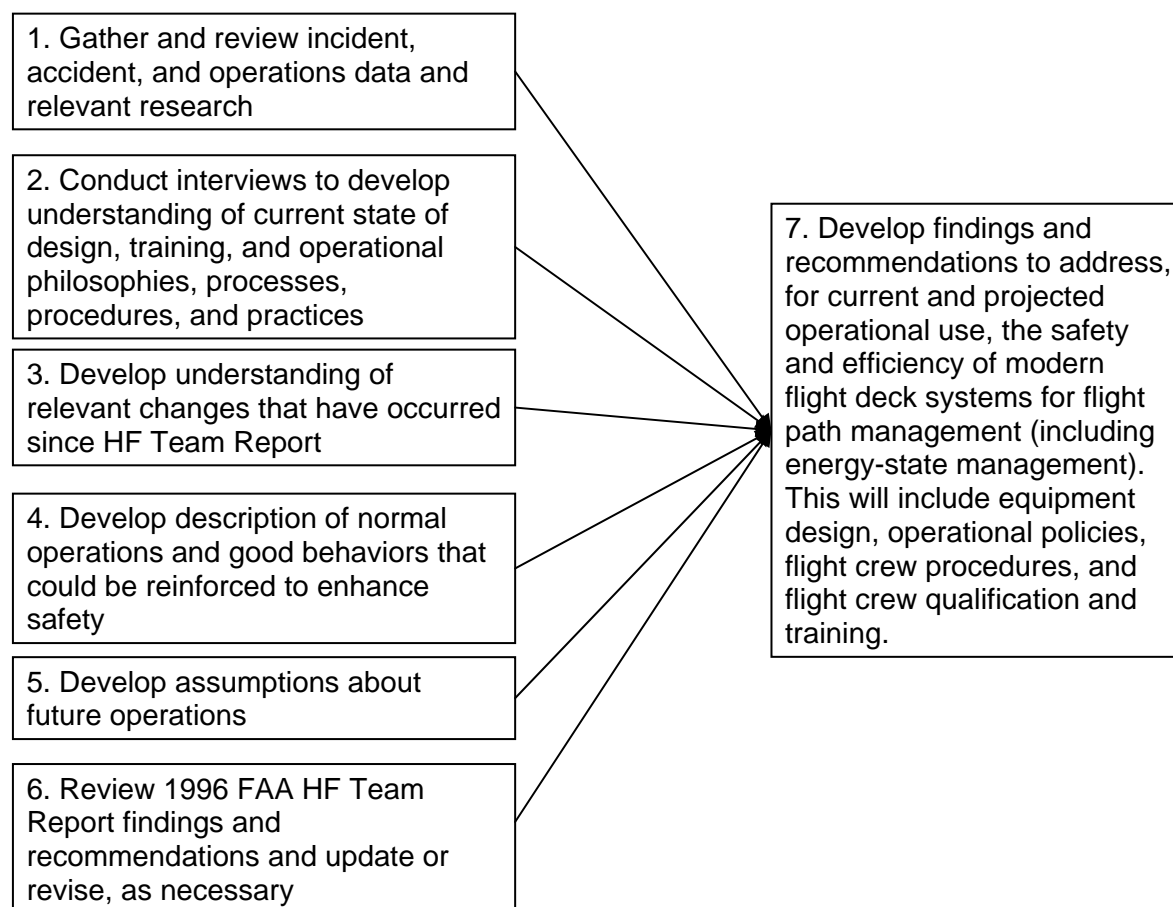 1. Gather and review incident,
accident, and operations data and
relevant research
2. Conduct interviews to develop
understanding of current state of
design, training, and operational
philosophies, processes,
procedures, and practices
3. Develop understanding of
relevant changes that have occurred
since HF Team Report
4. Develop description of normal
operations and good behaviors that
could be reinforced to enhance
safety
5. Develop assumptions about
future operations
6. Review 1996 FAA HF Team
Report findings and
recommendations and update or
revise, as necessary
7. Develop findings and
recommendations to address,
for current and projected
operational use, the safety
and efficiency of modern
flight deck systems for flight
path management (including
energy-state management).
This will include equipment
design, operational policies,
flight crew procedures, and
flight crew qualification and
training.